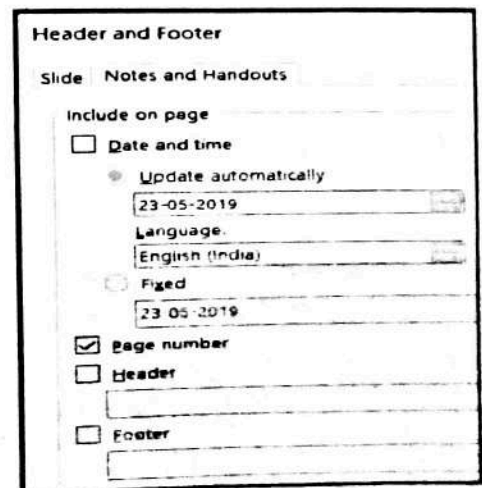 Header and Footer
Slide Notes and Handouts
Include on page
Date and time
Update automatically
23-05-2019
Language.
English (India)
Fixed
23-05-2019
Page number
Header
Footer